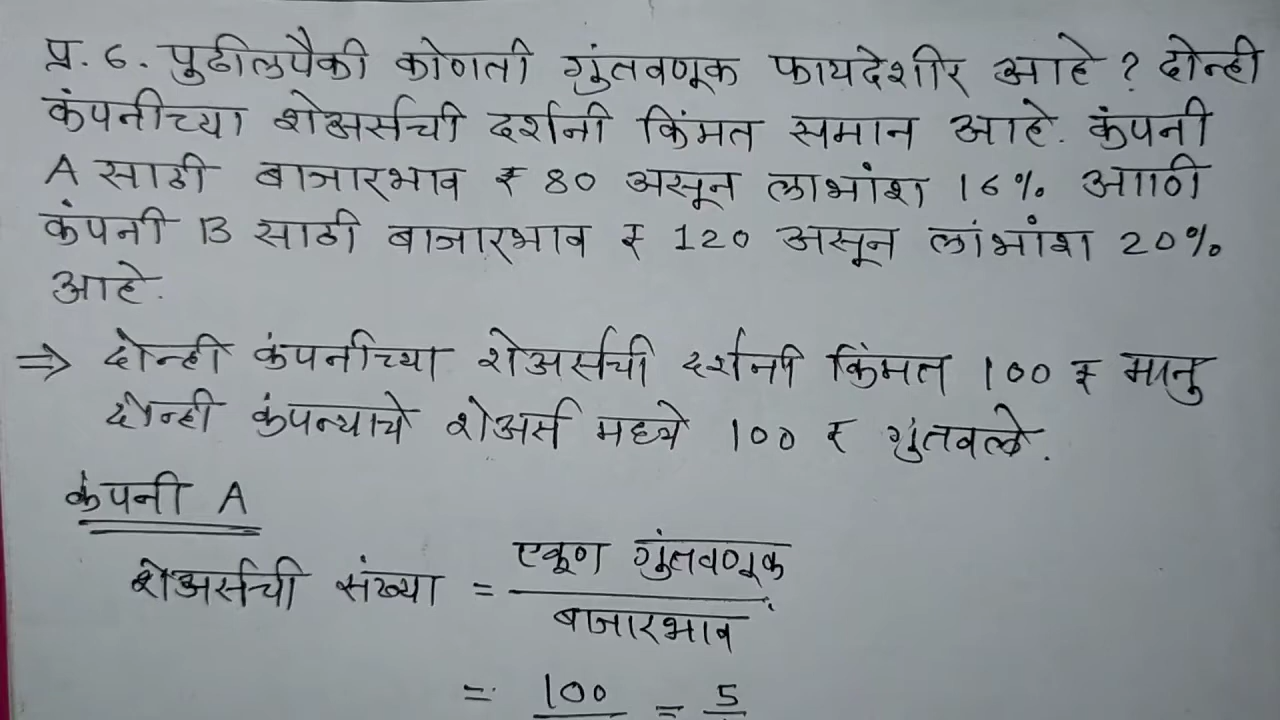 प्र. 6. पुढीलपैकी कोणती गुंतवणूक फायदेशीर आहे ? दोन्ही
कंपनीच्या शेअर्सची दर्शनी किंमत समान आहे. कंपनी
A साठी बाजारभाव ₹ 80 असून लाभांश 16% आणि
कंपनी B साठी बाजारभाव ₹ 120 असून लांभांश 20%
आहे.
⇒ दोन्ही कंपनीच्या शेअर्सची दर्शनी किंमत 100 ₹ मानु
दोन्ही कंपन्याचे शेअर्स मध्ये 100 ₹ गुंतवले.
कंपनी A
शेअर्सची संख्या = एकूण गुंतवणूक
बाजारभाव
= 100 = 5